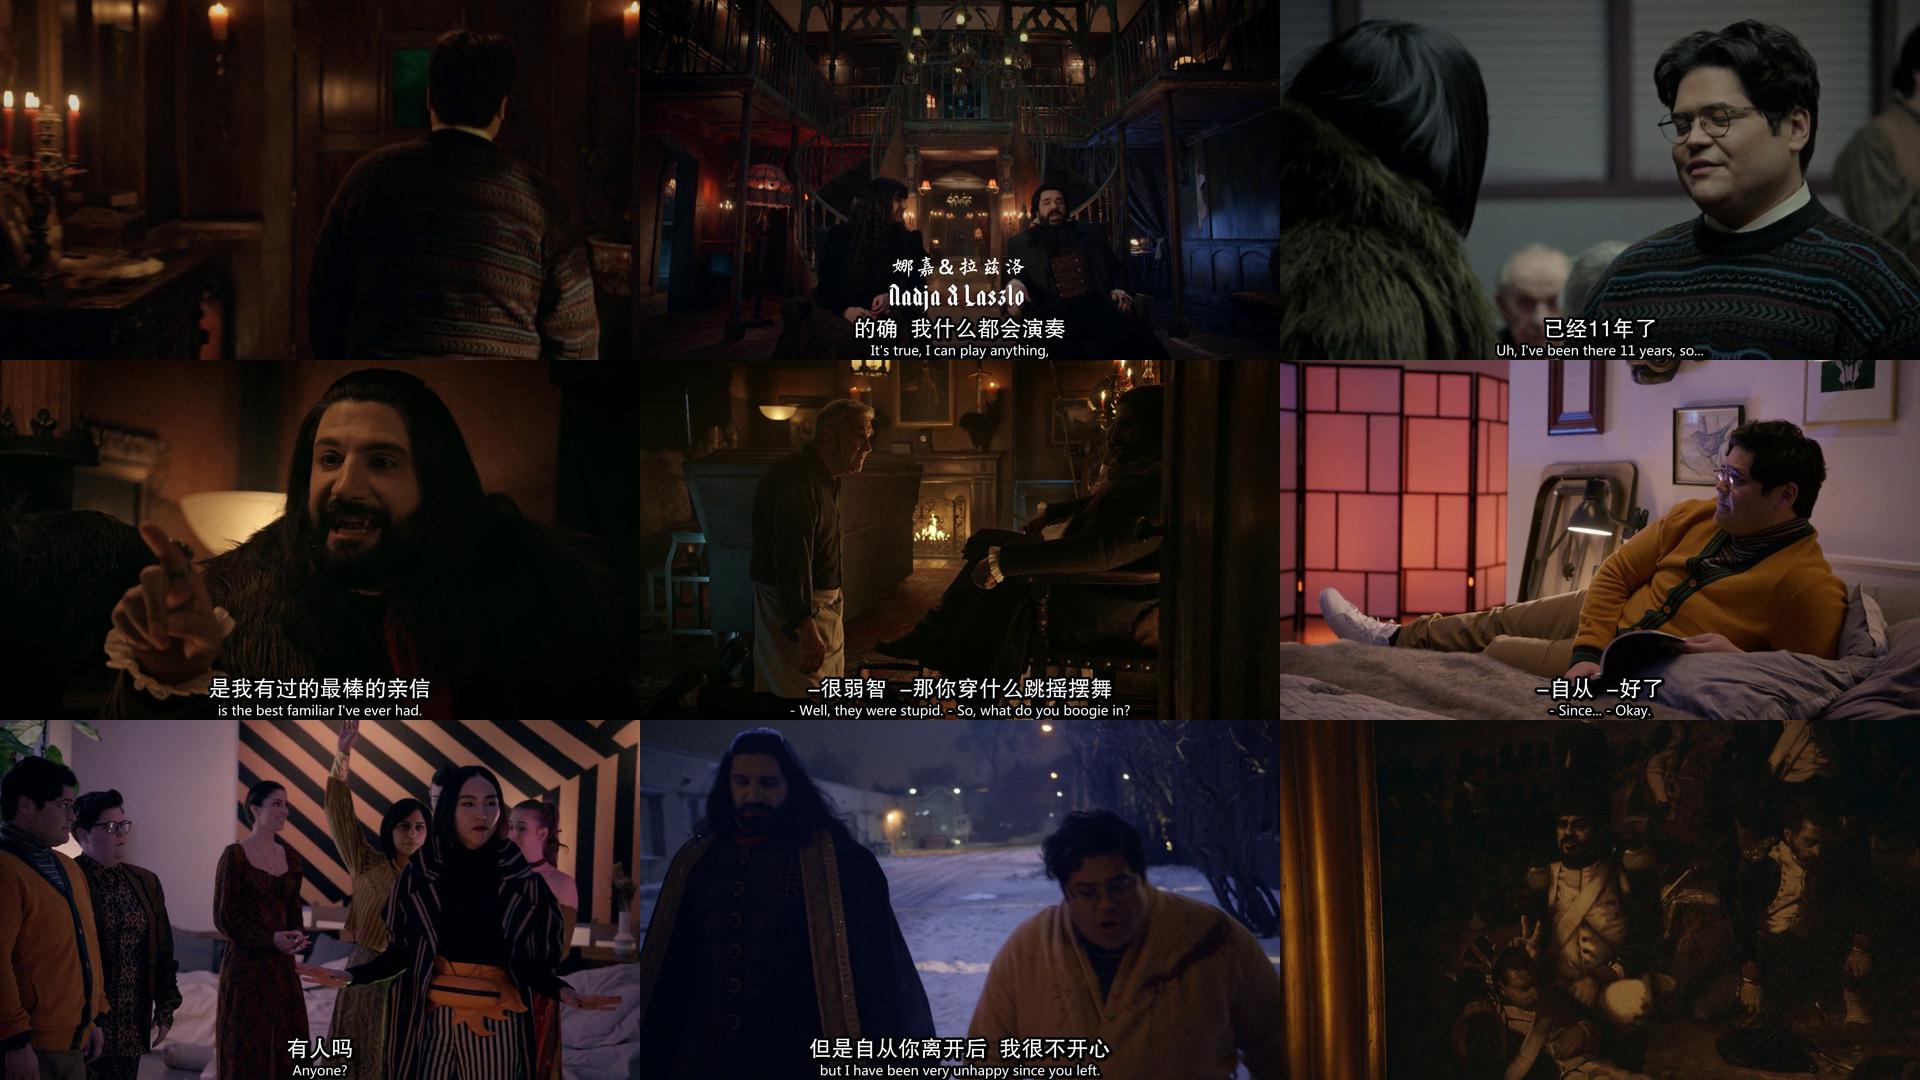 娜嘉&拉兹洛
Nadja & Laszlo
的确 我什么都会演奏
It's true, I can play anything,
已经11年了
Uh, I've been there 11 years, so...
是我有过的最棒的亲信
is the best familiar I've ever had.
–很弱智 –那你穿什么跳摇摆舞
- Well, they were stupid. - So, what do you boogie in?
–自从 –好了
- Since... - Okay.
有人吗
Anyone?
但是自从你离开后 我很不开心
but I have been very unhappy since you left.